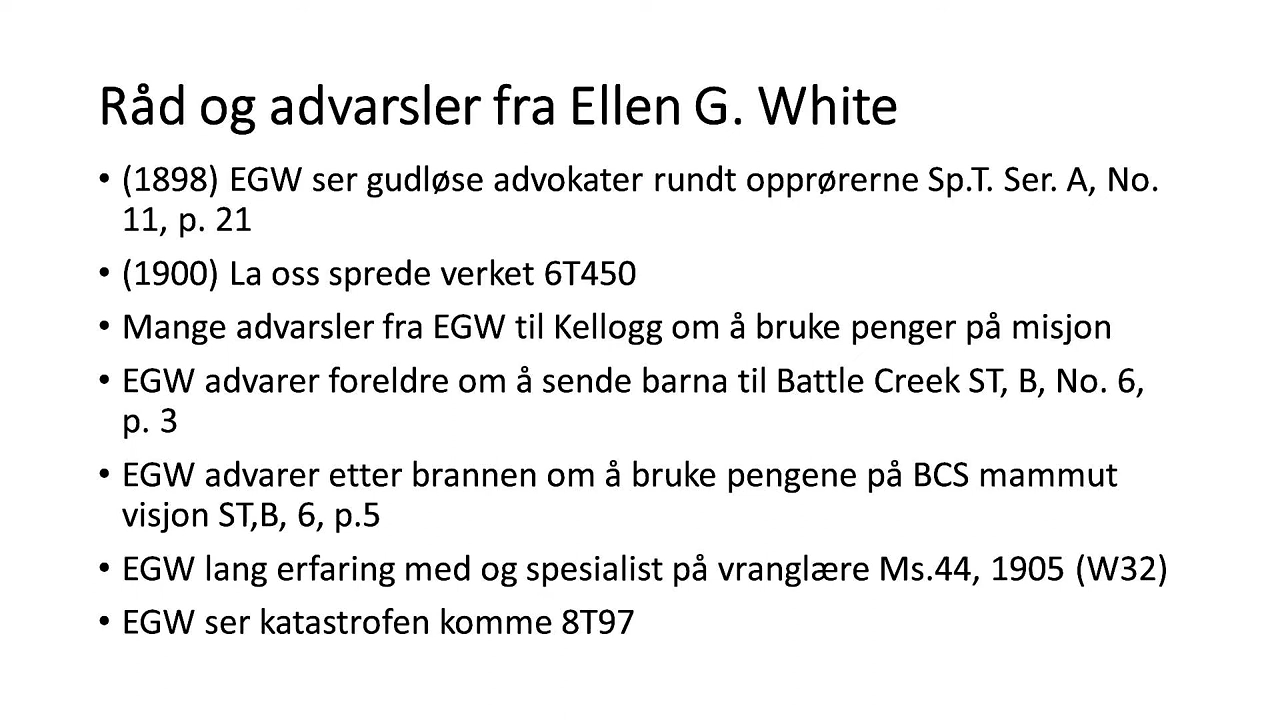 Råd og advarsler fra Ellen G. White
• (1898) EGW ser gudløse advokater rundt opprørerne Sp.T. Ser. A, No.
11, p. 21
• (1900) La oss sprede verket 6T450
• Mange advarsler fra EGW til Kellogg om å bruke penger på misjon
• EGW advarer foreldre om å sende barna til Battle Creek ST, B, No. 6,
p. 3
• EGW advarer etter brannen om å bruke pengene på BCS mammut
visjon ST,B, 6, p.5
• EGW lang erfaring med og spesialist på vranglære Ms.44, 1905 (W32)
• EGW ser katastrofen komme 8T97